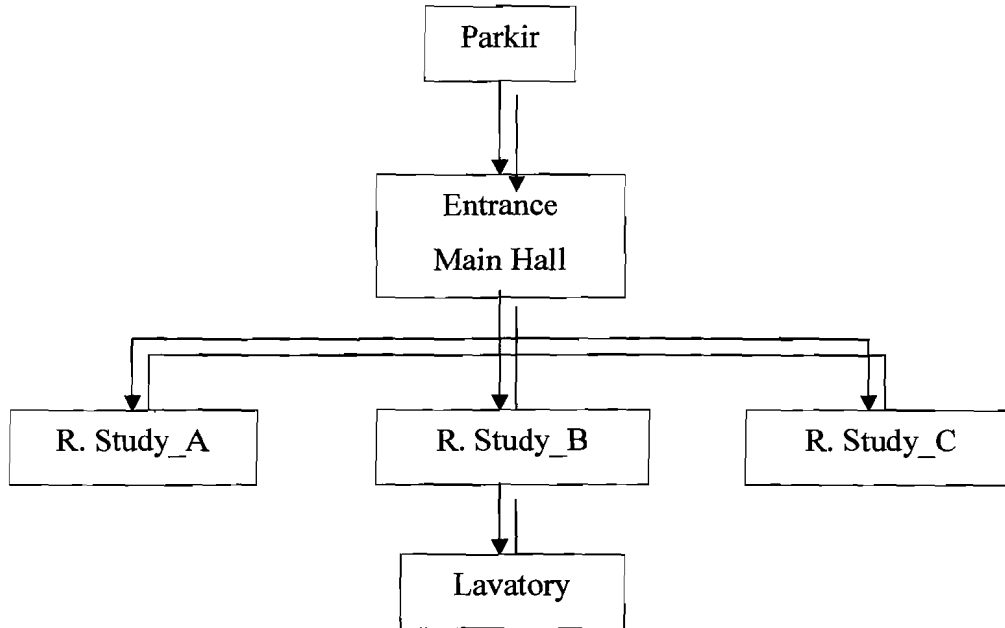 Parkir
Entrance
Main Hall
R. Study_A
R. Study_B
R. Study_C
Lavatory